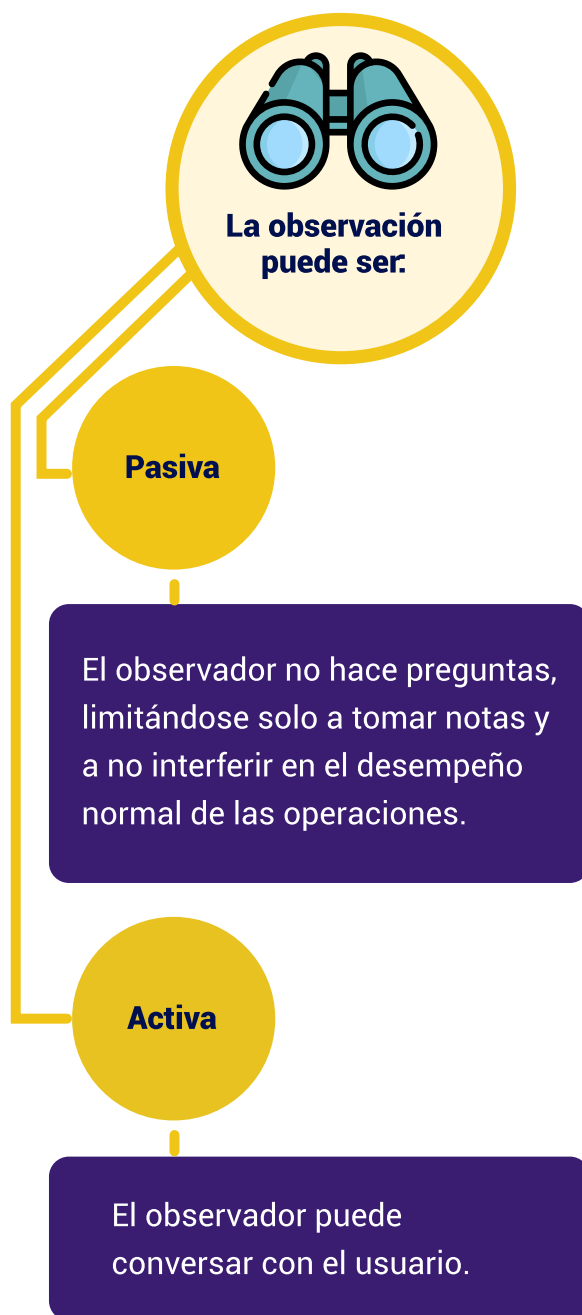 La observación
puede ser:
Pasiva
El observador no hace preguntas,
limitándose solo a tomar notas y
a no interferir en el desempeño
normal de las operaciones.
Activa
El observador puede
conversar con el usuario.